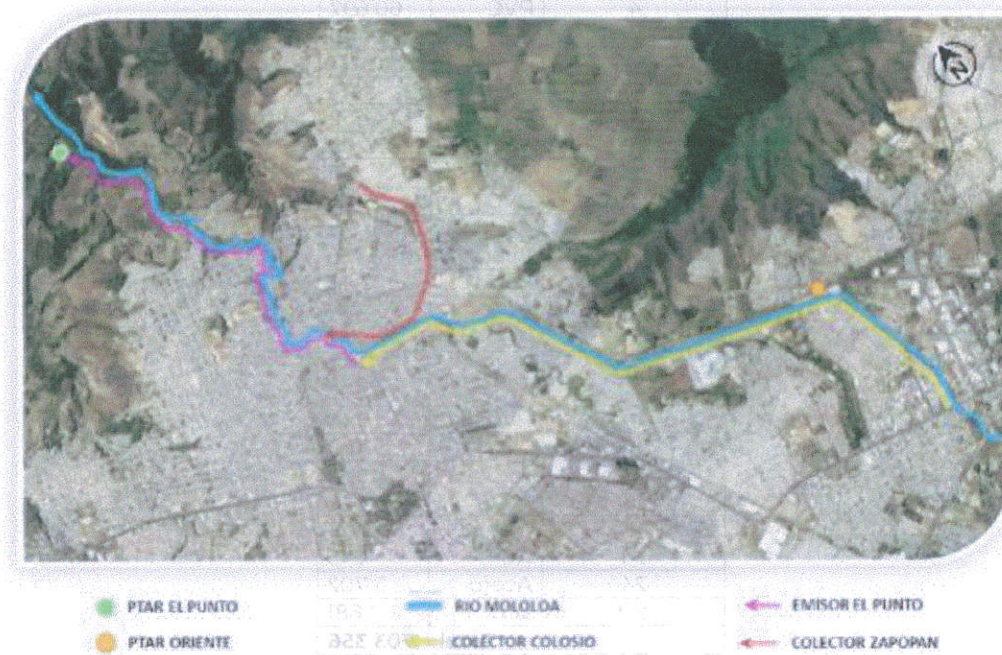 N
PTAR EL PUNTO
RIO MOLOLOA
EMISOR EL PUNTO
PTAR ORIENTE
COLECTOR COLOSIO
COLECTOR ZAPOPAN